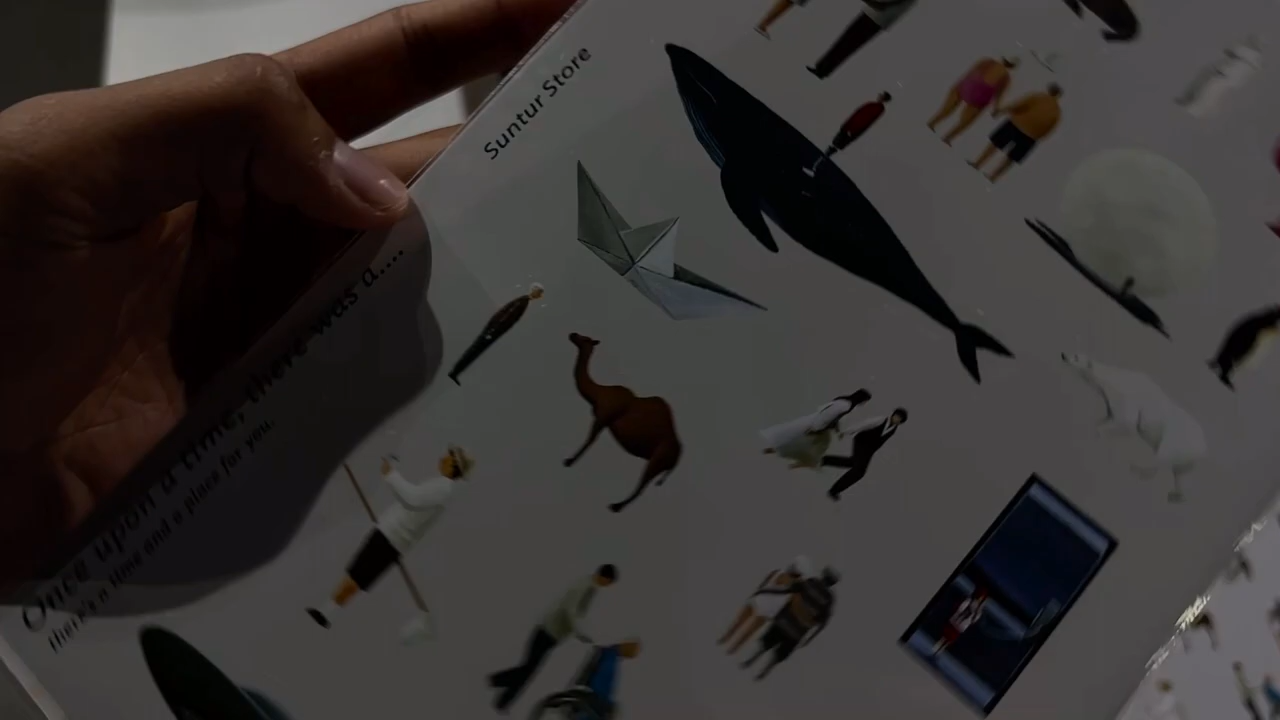 Suntur Store
Once upon a time, there was a....
there's a time and a place for you.